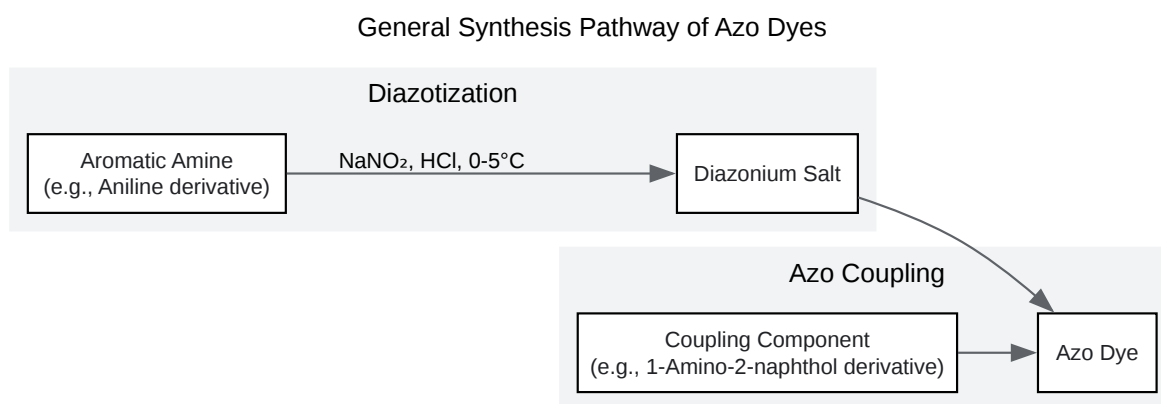 General Synthesis Pathway of Azo Dyes
Diazotization
Aromatic Amine
(e.g., Aniline derivative)
NaNO₂, HCl, 0-5°C
Diazonium Salt
Azo Coupling
Coupling Component
(e.g., 1-Amino-2-naphthol derivative)
Azo Dye